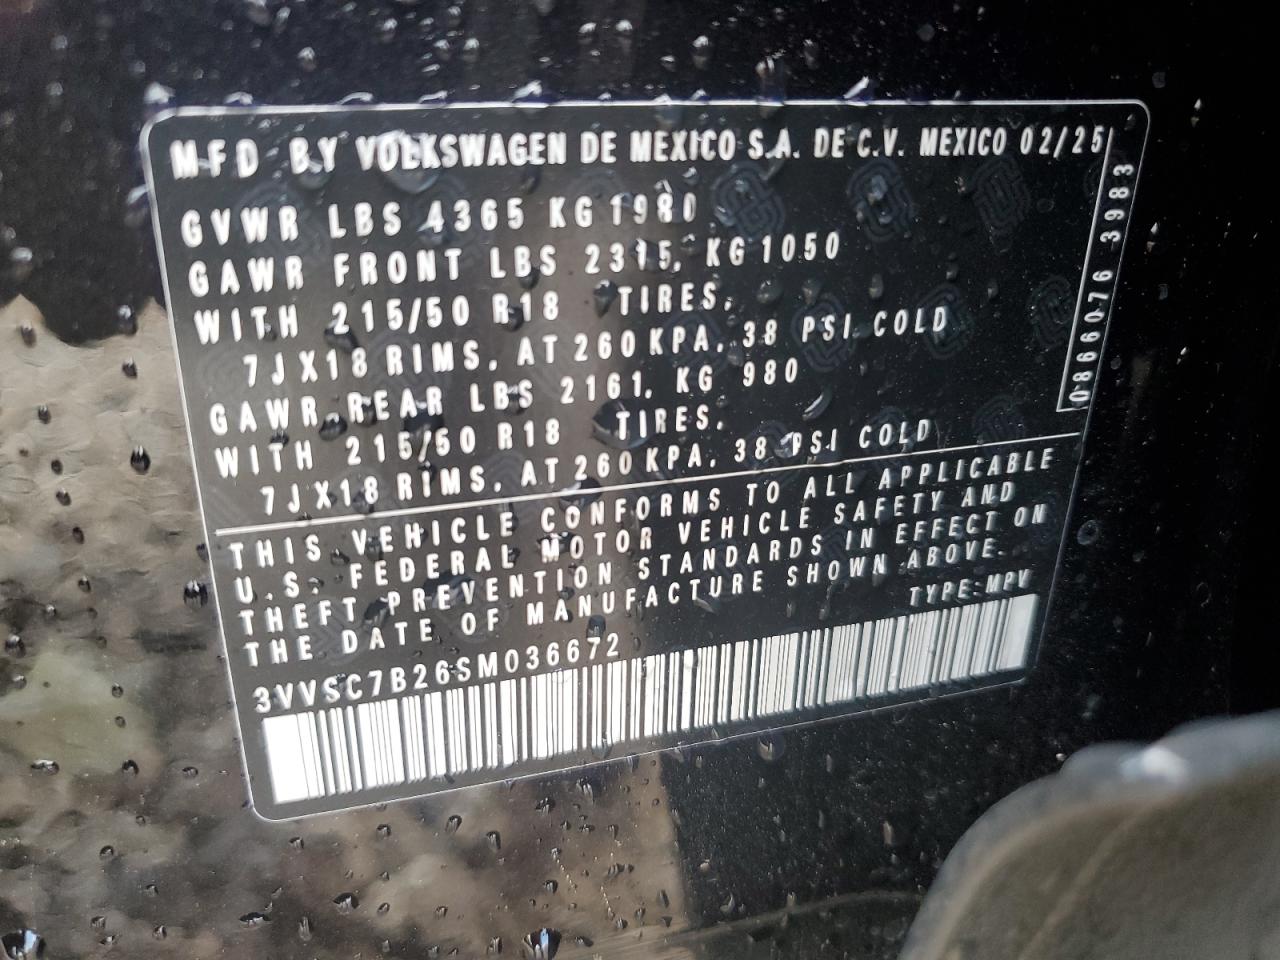 MFD BY VOLKSWAGEN DE MEXICO S.A. DE C.V. MEXICO 02/25
GVWR LBS 4365 KG 1980
GAWR FRONT LBS 2315, KG 1050
WITH 215/50 R18 TIRES,
7JX18 RIMS, AT 260 KPA, 38 PSI COLD
GAWR REAR LBS 2161, KG 980
WITH 215/50 R18 TIRES,
7JX18 RIMS, AT 260 KPA, 38 PSI COLD
THIS VEHICLE CONFORMS TO ALL APPLICABLE
U.S. FEDERAL MOTOR VEHICLE SAFETY AND
THEFT PREVENTION STANDARDS IN EFFECT ON
THE DATE OF MANUFACTURE SHOWN ABOVE.
TYPE:MPV
3VVSC7B26SM036672
0866076 3983